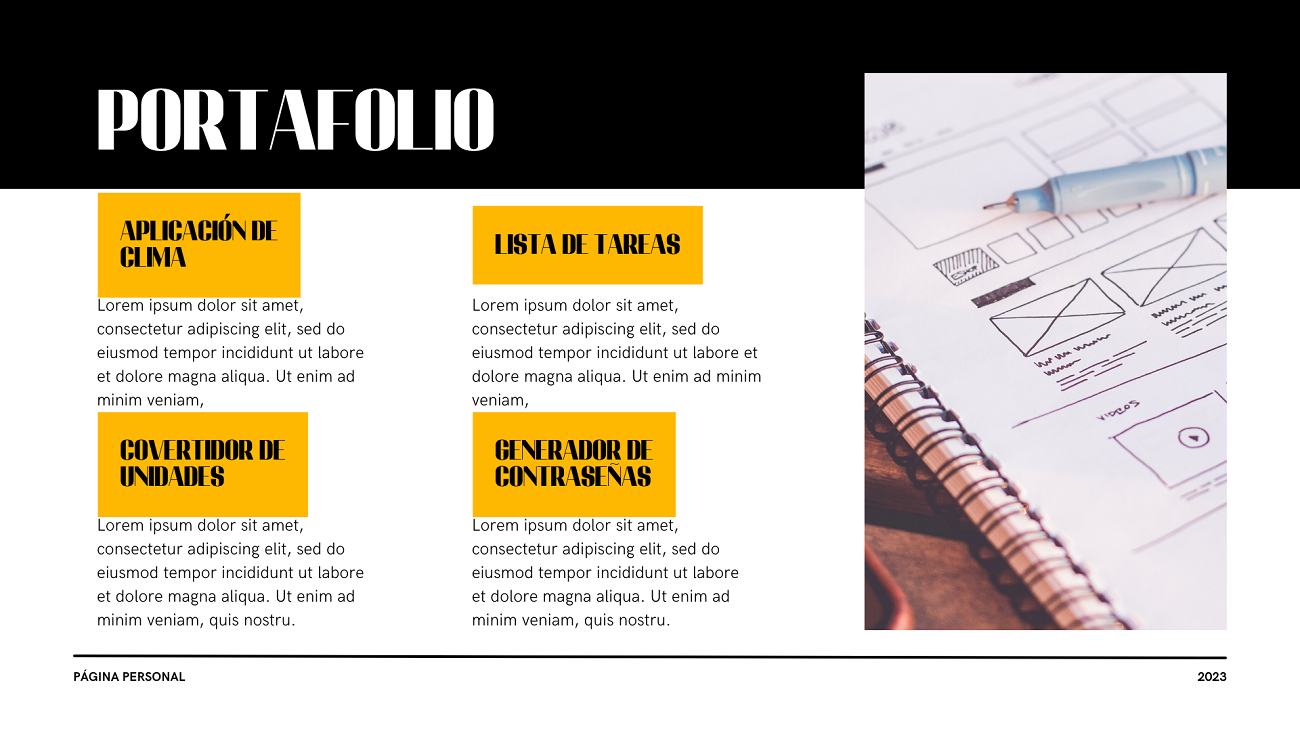 PORTAFOLIO
APLICACIÓN DE
CLIMA
Lorem ipsum dolor sit amet,
consectetur adipiscing elit, sed do
eiusmod tempor incididunt ut labore
et dolore magna aliqua. Ut enim ad
minim veniam,
LISTA DE TAREAS
Lorem ipsum dolor sit amet,
consectetur adipiscing elit, sed do
eiusmod tempor incididunt ut labore et
dolore magna aliqua. Ut enim ad minim
veniam,
COVERTIDOR DE
UNIDADES
Lorem ipsum dolor sit amet,
consectetur adipiscing elit, sed do
eiusmod tempor incididunt ut labore
et dolore magna aliqua. Ut enim ad
minim veniam, quis nostru.
GENERADOR DE
CONTRASEÑAS
Lorem ipsum dolor sit amet,
consectetur adipiscing elit, sed do
eiusmod tempor incididunt ut labore
et dolore magna aliqua. Ut enim ad
minim veniam, quis nostru.
VIDEOS
PÁGINA PERSONAL
2023